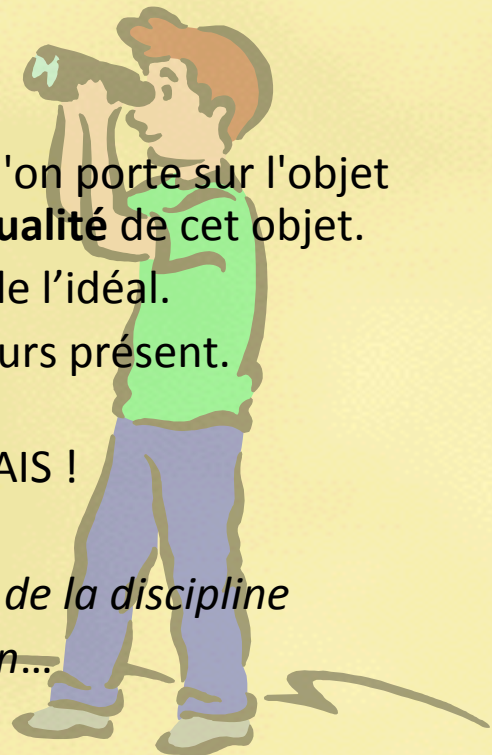 'on porte sur l'objet
ualité de cet objet.
le l’idéal.
urs présent.
AIS !
de la discipline
n…